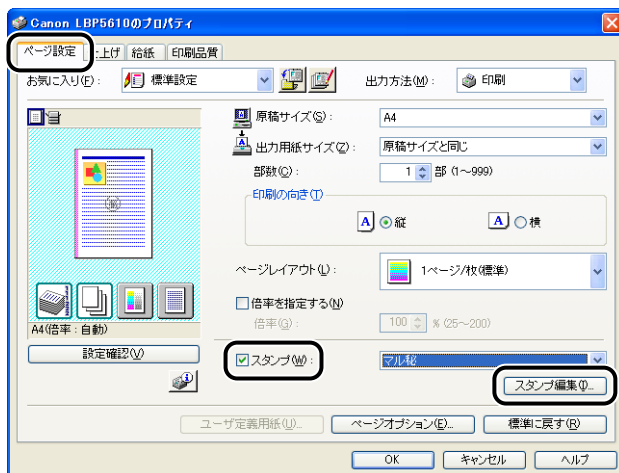 Canon LBP5610のプロパティ
ページ設定 上げ 給紙 印刷品質
お気に入り(F): 標準設定 出力方法(M): 印刷
原稿サイズ(S): A4
出力用紙サイズ(Z): 原稿サイズと同じ
部数(C): 1 部 (1~999)
印刷の向き(T)
A 縦 A 横
ページレイアウト(L): 1ページ/枚(標準)
倍率を指定する(N)
A4(倍率:自動) 倍率(G): 100 % (25~200)
設定確認(V) スタンプ(W): マル秘
スタンプ編集(I)...
ユーザ定義用紙(U)... ページオプション(E)... 標準に戻す(R)
OK キャンセル ヘルプ